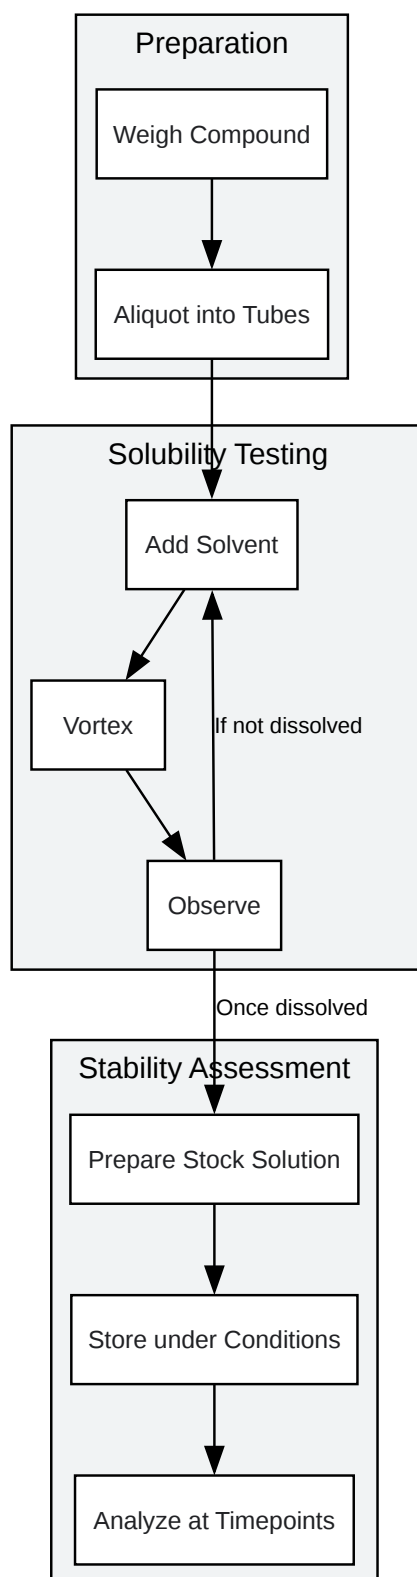 Preparation
Weigh Compound
Aliquot into Tubes
Solubility Testing
Add Solvent
Vortex
If not dissolved
Observe
Once dissolved
Stability Assessment
Prepare Stock Solution
Store under Conditions
Analyze at Timepoints